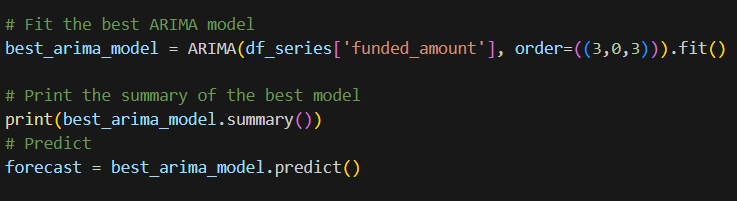 # Fit the best ARIMA model
best_arima_model = ARIMA(df_series['funded_amount'], order=((3,0,3))).fit()
# Print the summary of the best model
print(best_arima_model.summary())
# Predict
forecast = best_arima_model.predict()